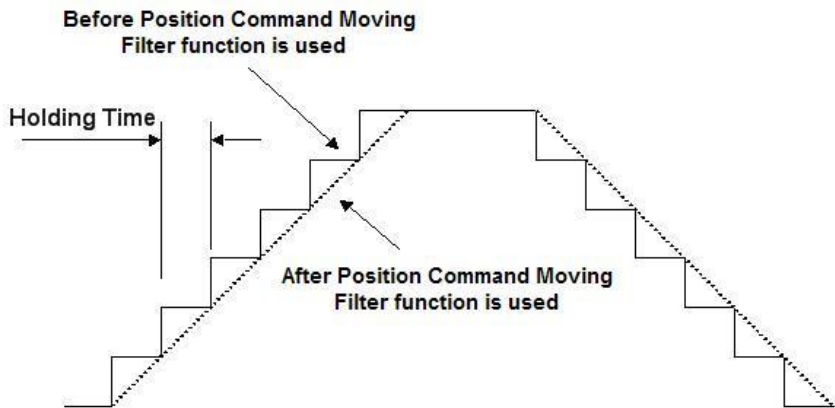 Before Position Command Moving
Filter function is used
Holding Time
After Position Command Moving
Filter function is used